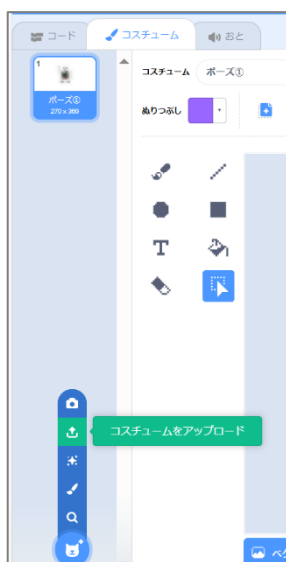 コード
コスチューム
おと
1
ポーズ①
270 x 360
コスチューム
ポーズ①
ぬりつぶし
T
コスチュームをアップロード